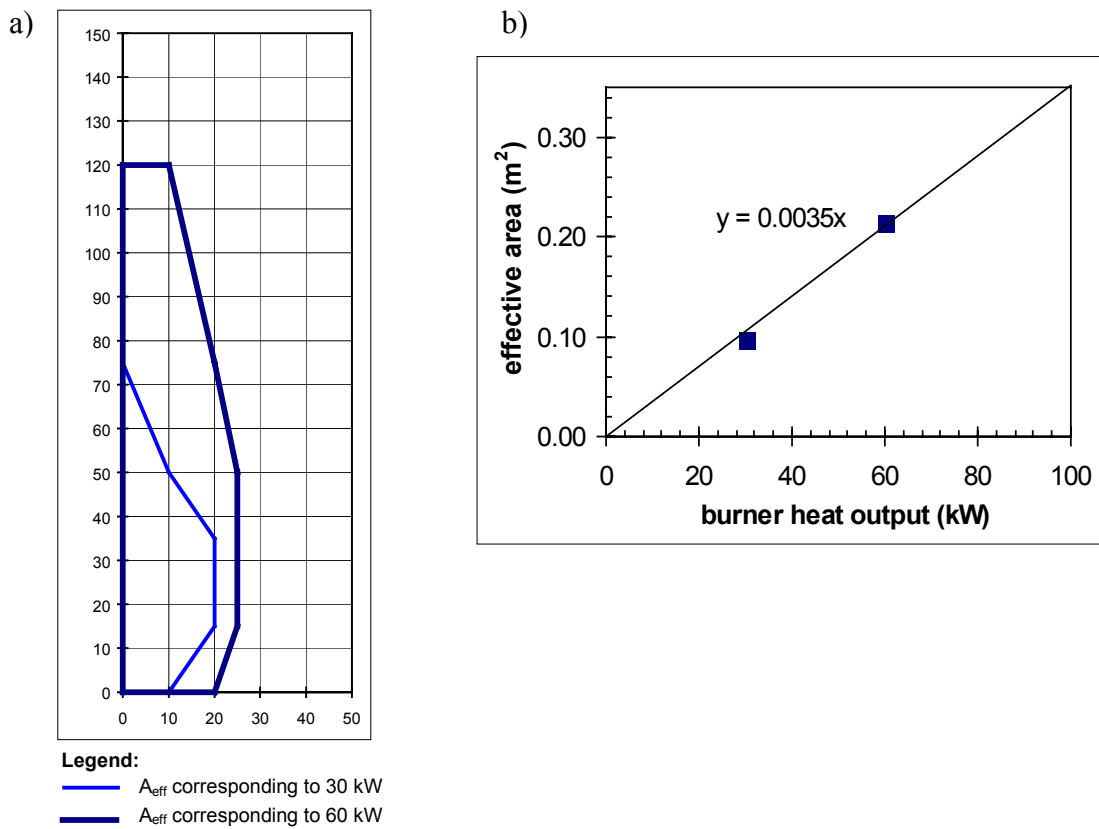 a)
150
140
130
120
110
100
90
80
70
60
50
40
30
20
10
0
0 10 20 30 40 50
Legend:
Aeff corresponding to 30 kW
Aeff corresponding to 60 kW
b)
effective area (m²)
0.30
0.20
0.10
0.00
y = 0.0035x
0 20 40 60 80 100
burner heat output (kW)